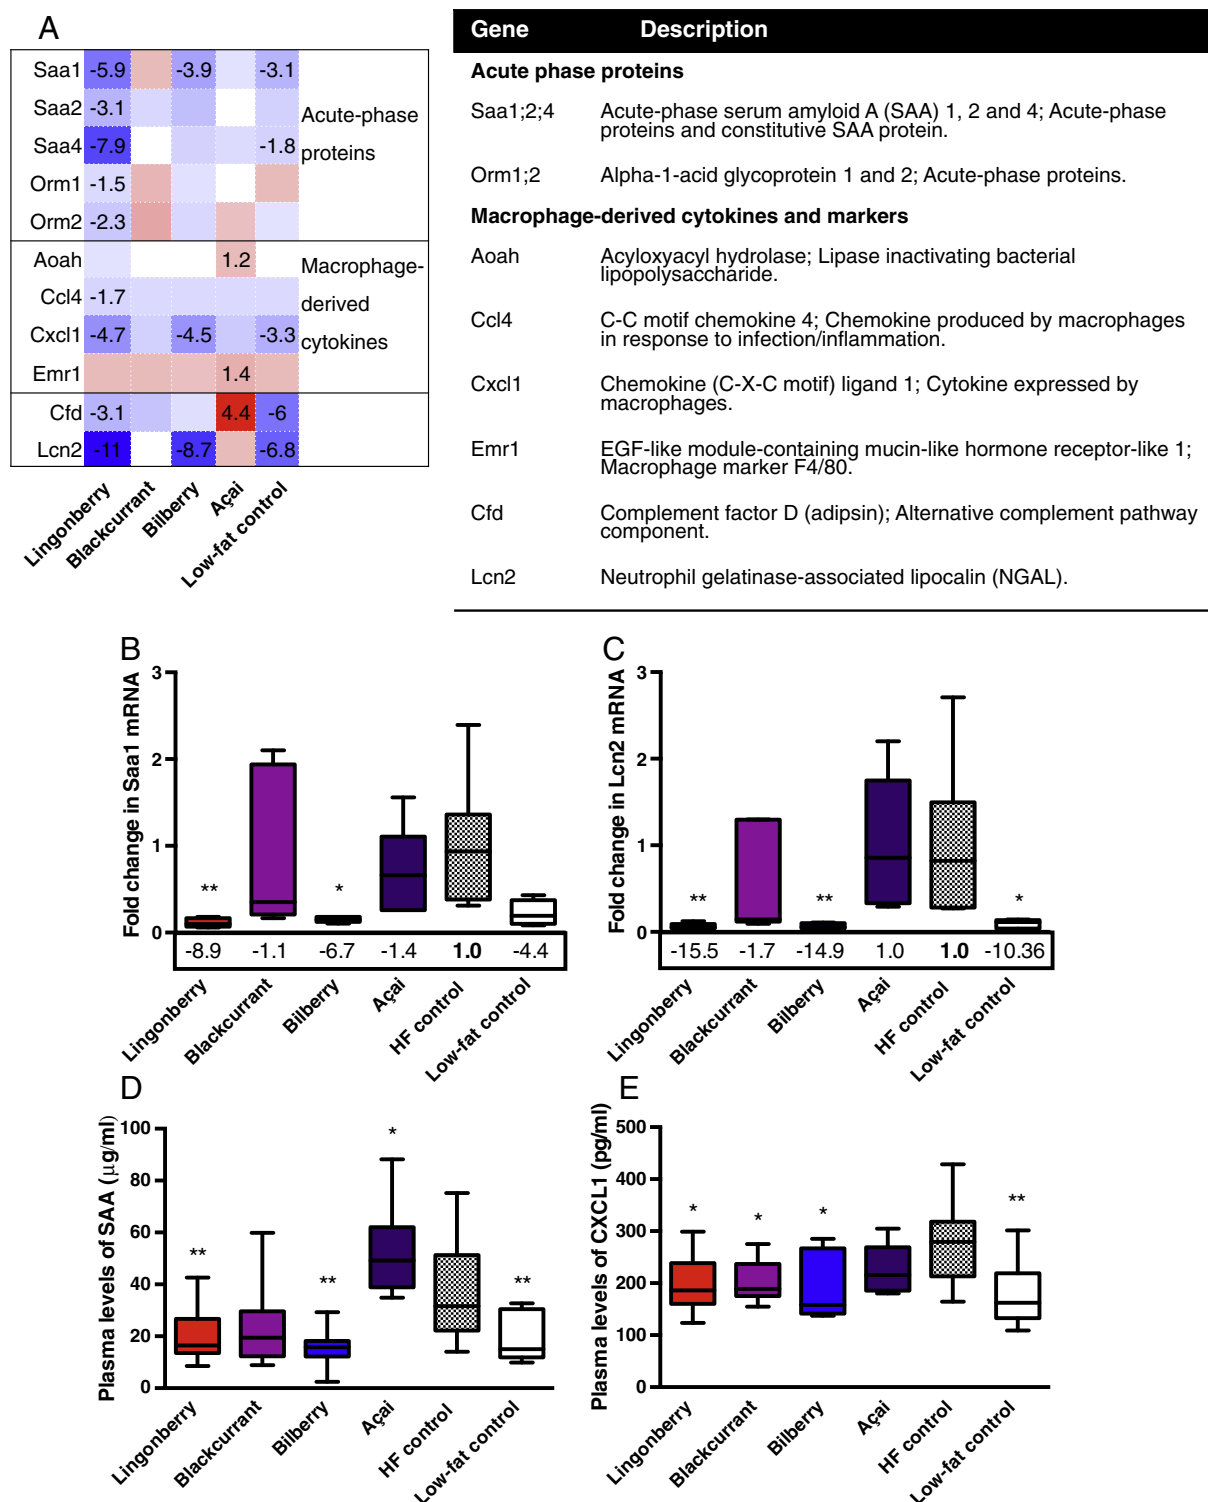 A
Saa1 -5.9 -3.9 -3.1
Saa2 -3.1
Saa4 -7.9 -1.8
Orm1 -1.5
Orm2 -2.3
Acute-phase
proteins
Aoah 1.2
Ccl4 -1.7
Cxcl1 -4.7 -4.5 -3.3
Emr1 1.4
Macrophage-
derived
cytokines
Cfd -3.1 4.4 -6
Lcn2 -11 -8.7 -6.8
Lingonberry
Blackcurrant
Bilberry
Açai
Low-fat control
Gene Description
Acute phase proteins
Saa1;2;4 Acute-phase serum amyloid A (SAA) 1, 2 and 4; Acute-phase
proteins and constitutive SAA protein.
Orm1;2 Alpha-1-acid glycoprotein 1 and 2; Acute-phase proteins.
Macrophage-derived cytokines and markers
Aoah Acyloxyacyl hydrolase; Lipase inactivating bacterial
lipopolysaccharide.
Ccl4 C-C motif chemokine 4; Chemokine produced by macrophages
in response to infection/inflammation.
Cxcl1 Chemokine (C-X-C motif) ligand 1; Cytokine expressed by
macrophages.
Emr1 EGF-like module-containing mucin-like hormone receptor-like 1;
Macrophage marker F4/80.
Cfd Complement factor D (adipsin); Alternative complement pathway
component.
Lcn2 Neutrophil gelatinase-associated lipocalin (NGAL).
B
Fold change in Saa1 mRNA
3
2
1
0
** *
-8.9 -1.1 -6.7 -1.4 1.0 -4.4
Lingonberry
Blackcurrant
Bilberry
Açai
HF control
Low-fat control
C
Fold change in Lcn2 mRNA
3
2
1
0
** ** *
-15.5 -1.7 -14.9 1.0 1.0 -10.36
Lingonberry
Blackcurrant
Bilberry
Açai
HF control
Low-fat control
D
Plasma levels of SAA (μg/ml)
100
80
60
40
20
0
** ** * **
Lingonberry
Blackcurrant
Bilberry
Açai
HF control
Low-fat control
E
Plasma levels of CXCL1 (pg/ml)
500
400
300
200
100
0
* * * **
Lingonberry
Blackcurrant
Bilberry
Açai
HF control
Low-fat control